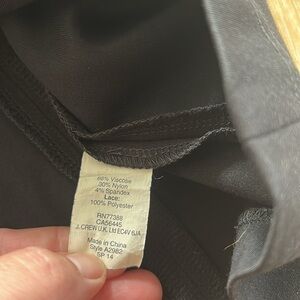 66% Viscose
30% Nylon
4% Spandex
Lace:
100% Polyester
RN77388
CA56445
J.CREW U.K. Ltd EC4V 6JA
Made in China
Style A2982
SP 14